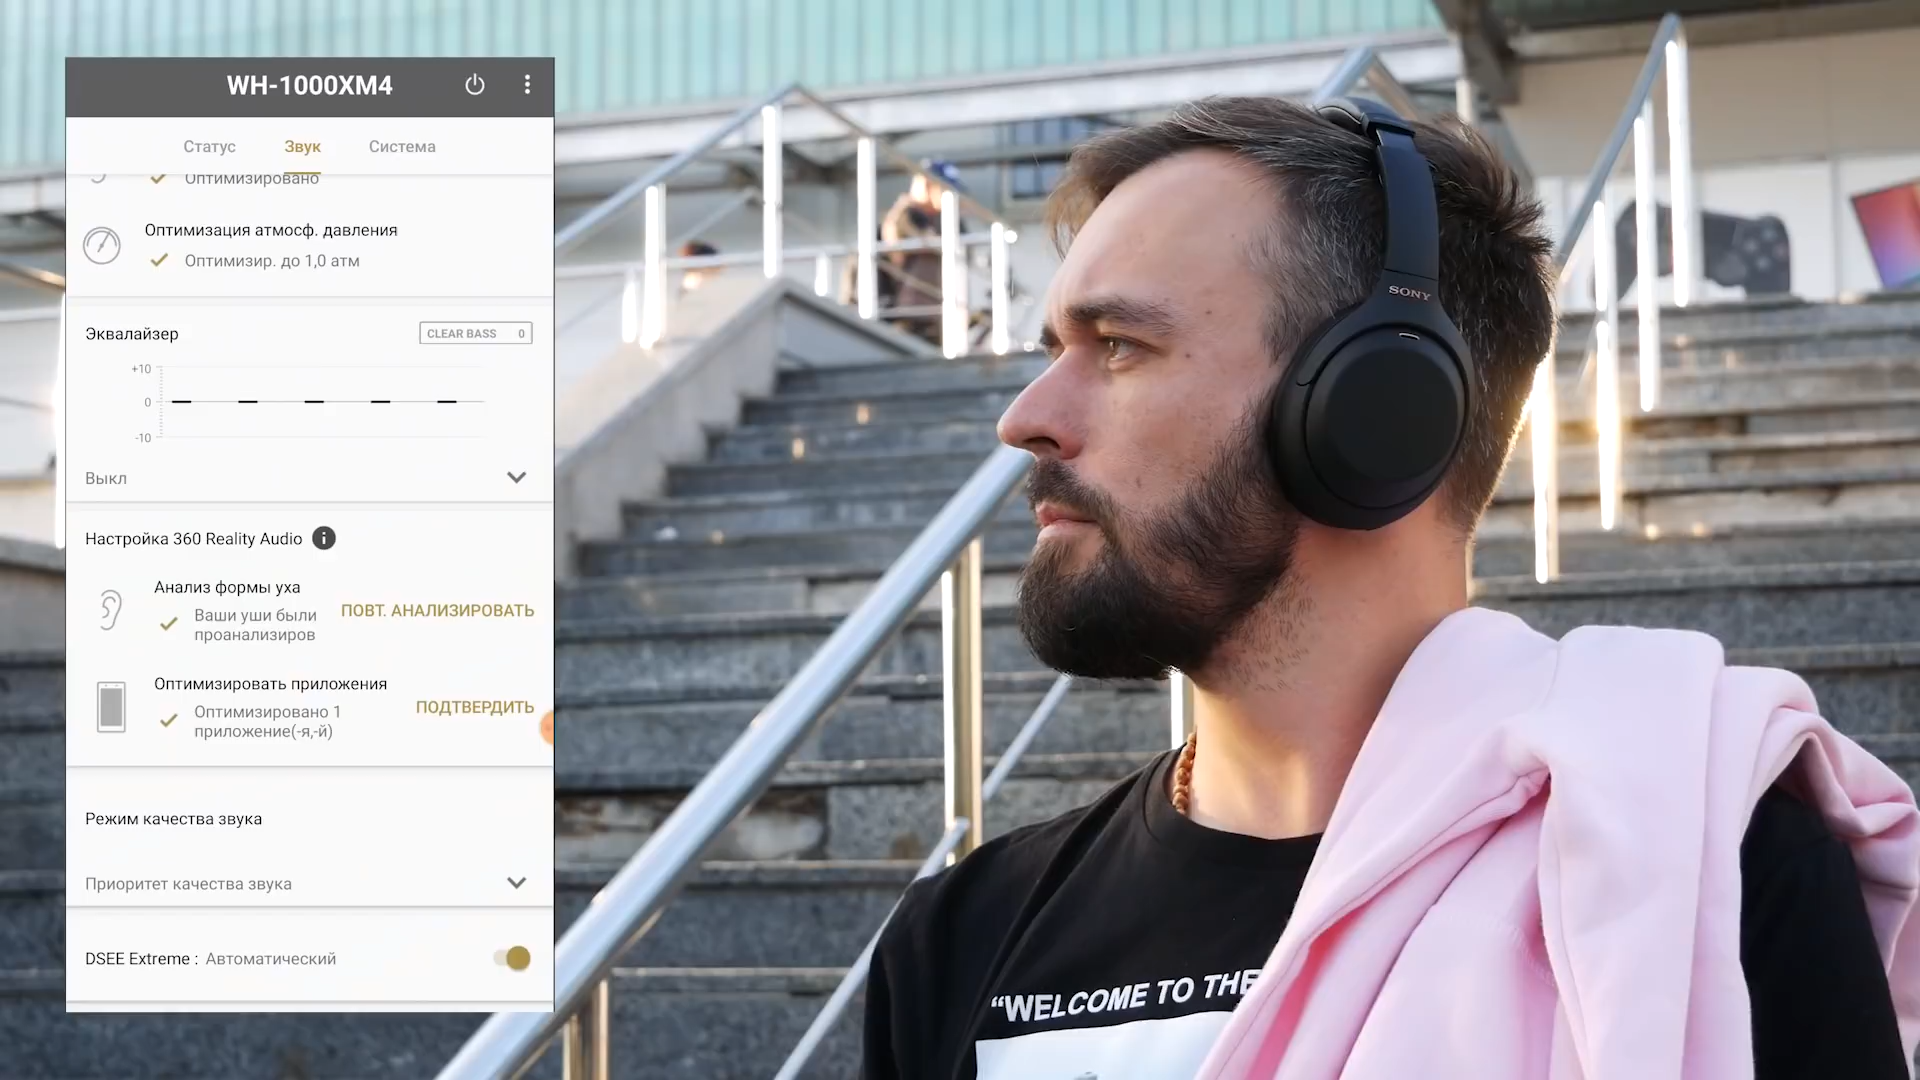 WH-1000XM4
Статус Звук Система
Оптимизировано
Оптимизация атмосф. давления
Оптимизир. до 1,0 атм
Эквалайзер
CLEAR BASS 0
+10
0
-10
Выкл
Настройка 360 Reality Audio
Анализ формы уха
Ваши уши были
проанализиров
ПОВТ. АНАЛИЗИРОВАТЬ
Оптимизировать приложения
Оптимизировано 1
приложение(-я,-й)
ПОДТВЕРДИТЬ
Режим качества звука
Приоритет качества звука
DSEE Extreme : Автоматический
SONY
“WELCOME TO THE